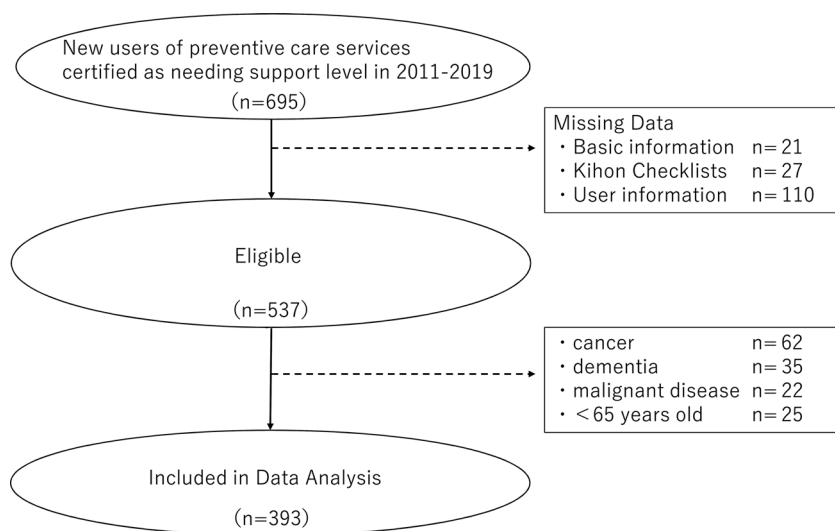 New users of preventive care services
certified as needing support level in 2011-2019
(n=695)
Missing Data
・Basic information n= 21
・Kihon Checklists n= 27
・User information n= 110
Eligible
(n=537)
・cancer n= 62
・dementia n= 35
・malignant disease n= 22
・＜65 years old n= 25
Included in Data Analysis
(n=393)